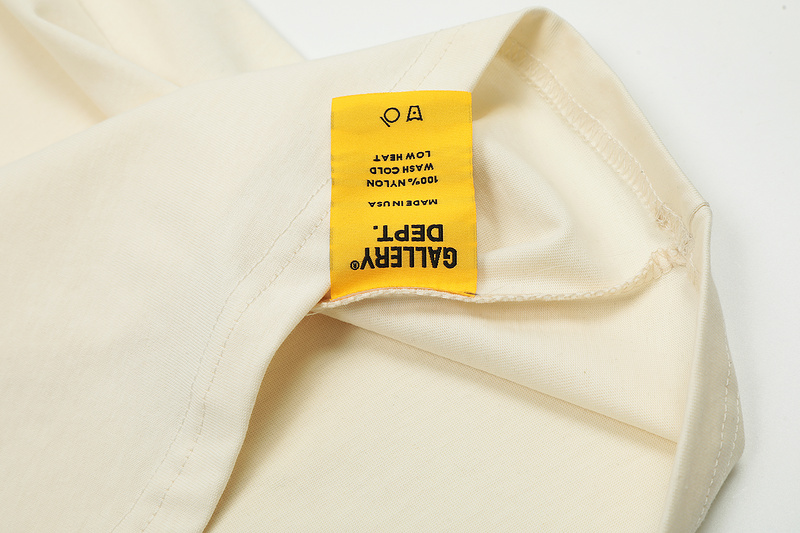 GALLERY®
DEPT.
MADE IN USA
100% NYLON
WASH COLD
LOW HEAT